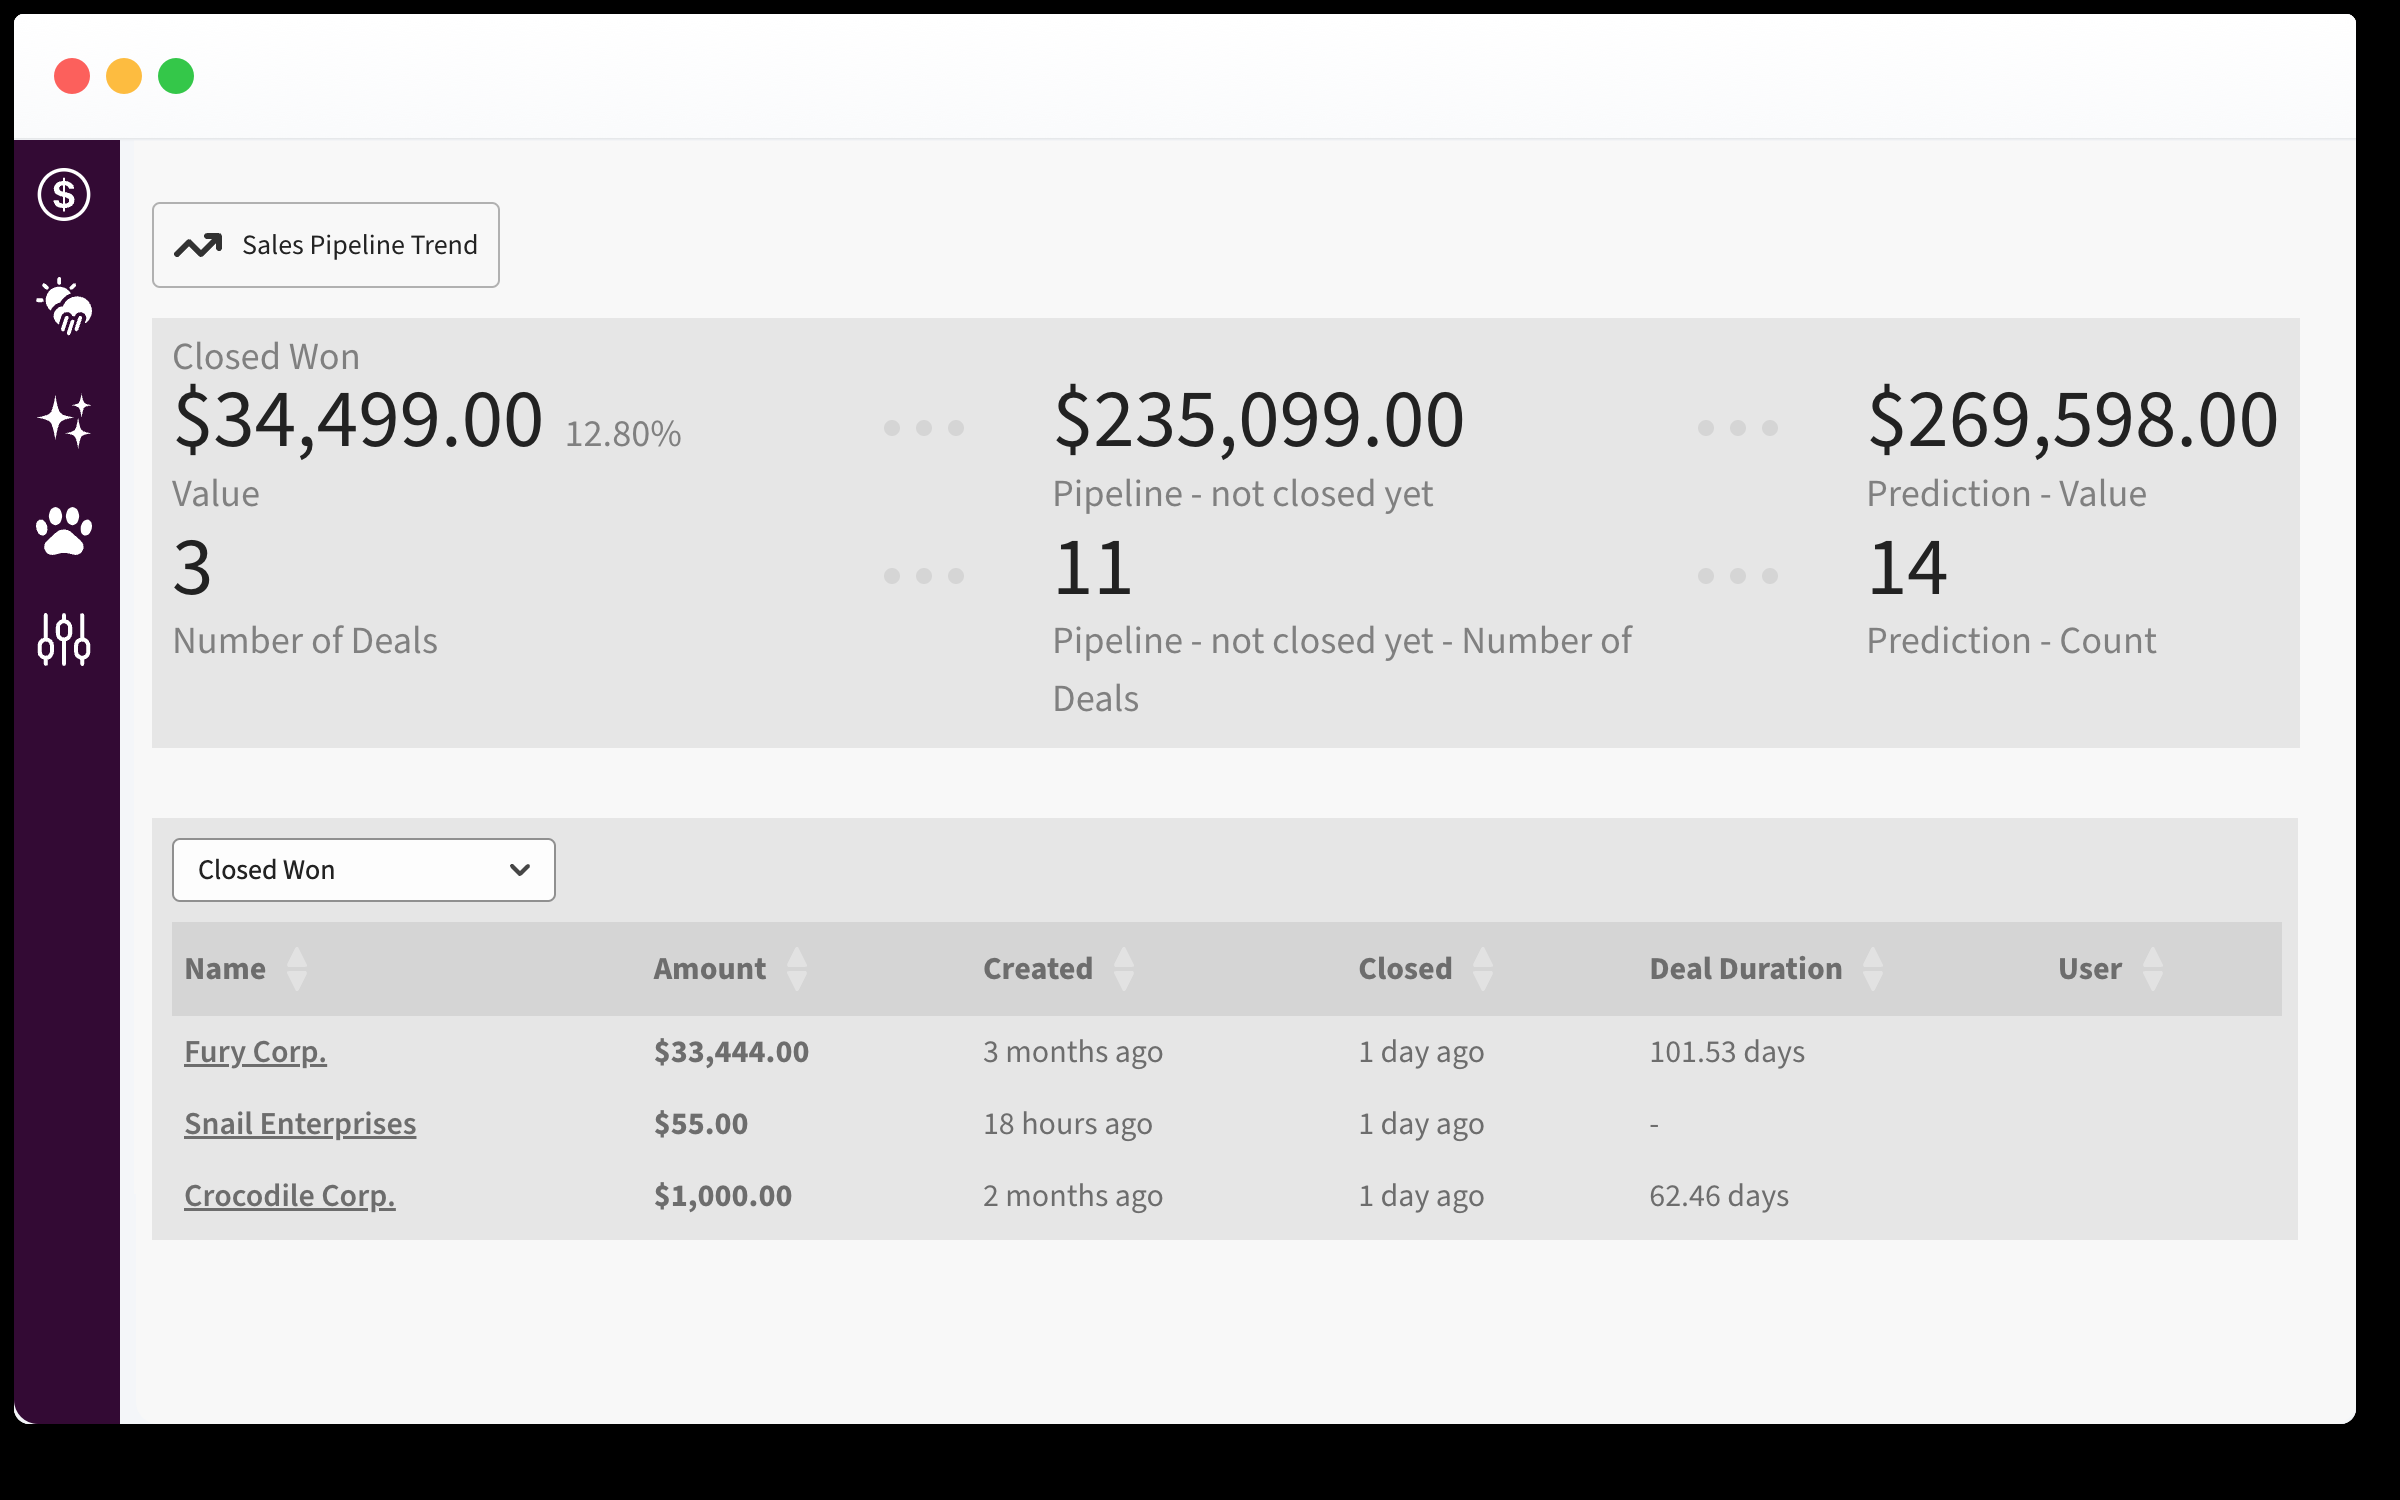 Sales Pipeline Trend
Closed Won
$34,499.00 12.80%
Value
$235,099.00
Pipeline - not closed yet
$269,598.00
Prediction - Value
3
Number of Deals
11
Pipeline - not closed yet - Number of
Deals
14
Prediction - Count
Closed Won
Name Amount Created Closed Deal Duration User
Fury Corp. $33,444.00 3 months ago 1 day ago 101.53 days
Snail Enterprises $55.00 18 hours ago 1 day ago -
Crocodile Corp. $1,000.00 2 months ago 1 day ago 62.46 days